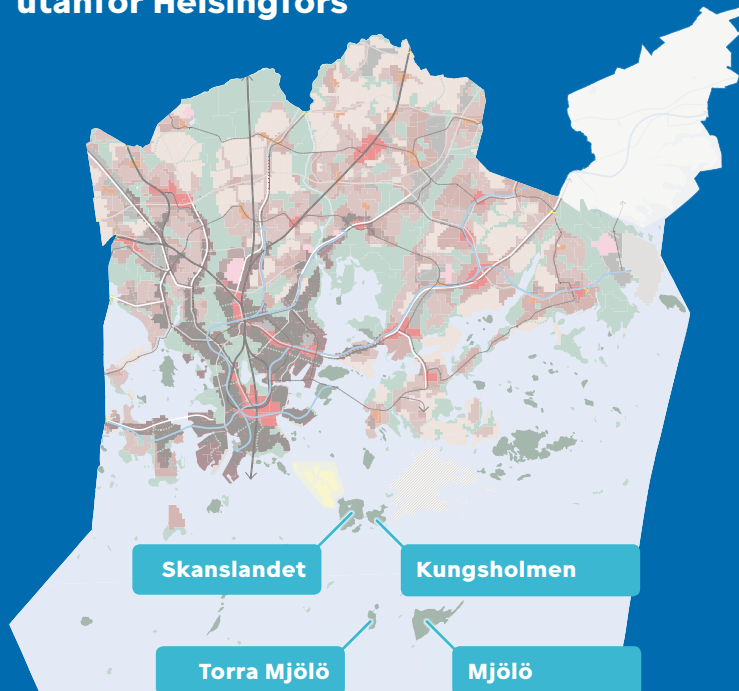 utanför Helsingfors
Skanslandet
Kungsholmen
Torra Mjölö
Mjölö